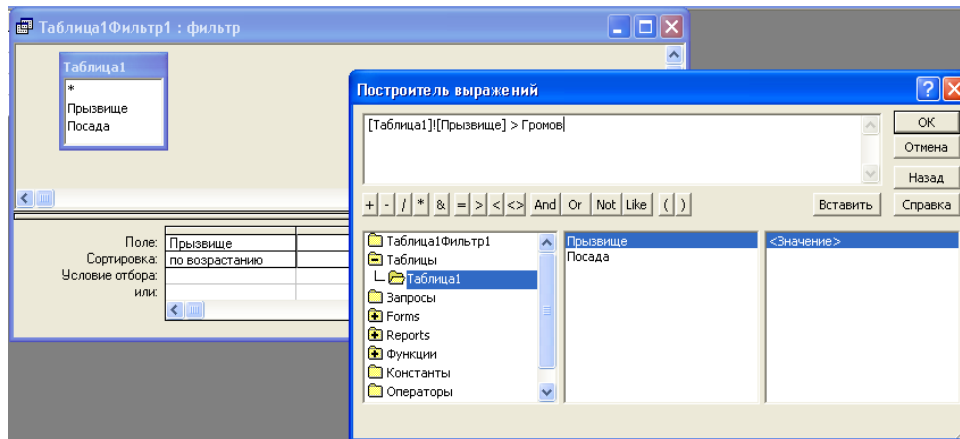 Таблица1Фильтр1 : фильтр
Таблица1
*
Прызвище
Посада
Поле: Прызвище
Сортировка: по возрастанию
Условие отбора:
или:
Построитель выражений
[Таблица1]![Прызвище] > Громов
ОК
Отмена
Назад
+ - / * & = > < <> And Or Not Like ( ) Вставить Справка
Таблица1Фильтр1
Таблицы
Таблица1
Запросы
Forms
Reports
Функции
Константы
Операторы
Прызвище
Посада
<Значение>